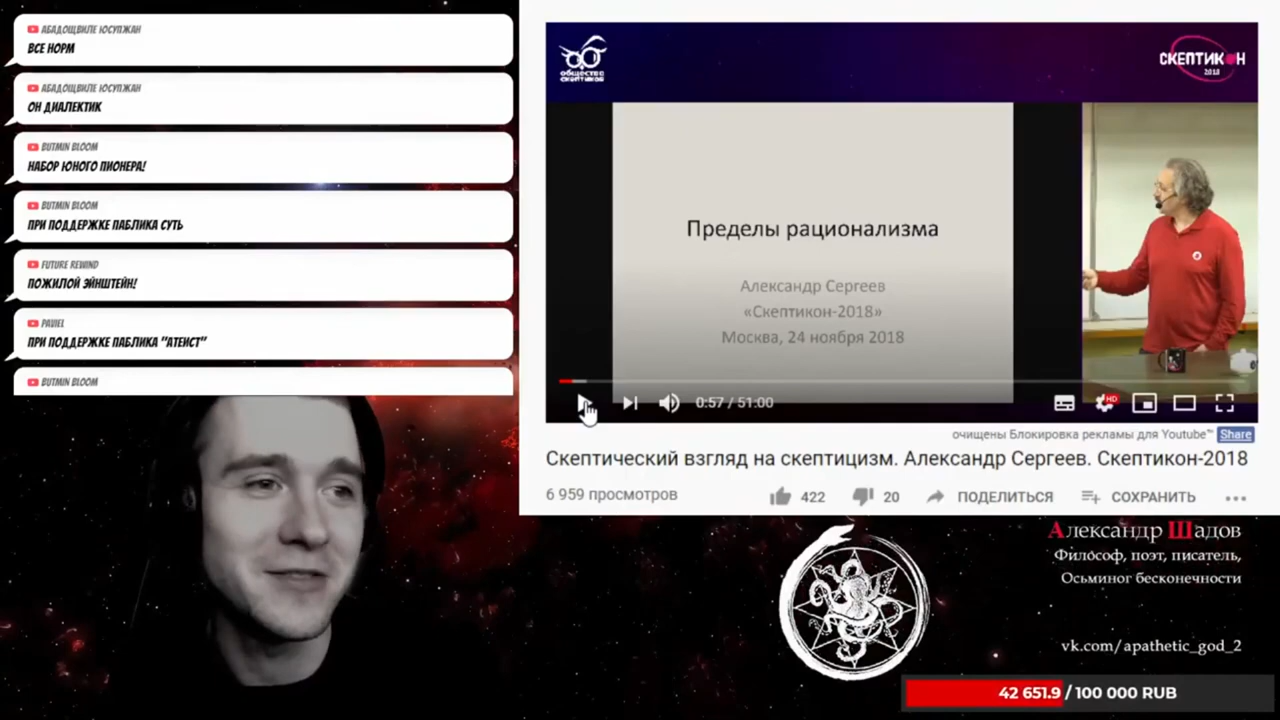 АБАДОЩВИЛЕ ЮСУПЖАН
ВСЕ НОРМ
АБАДОЩВИЛЕ ЮСУПЖАН
ОН ДИАЛЕКТИК
BUTMIN BLOOM
НАБОР ЮНОГО ПИОНЕРА!
BUTMIN BLOOM
ПРИ ПОДДЕРЖКЕ ПАБЛИКА СУТЬ
FUTURE REWIND
ПОЖИЛОЙ ЭЙНШТЕЙН!
PAVIEL
ПРИ ПОДДЕРЖКЕ ПАБЛИКА "АТЕИСТ"
BUTMIN BLOOM
общество
скептиков
СКЕПТИКОН
2018
Пределы рационализма
Александр Сергеев
«Скептикон-2018»
Москва, 24 ноября 2018
0:57 / 51:00
HD
очищены Блокировка рекламы для Youtube™ Share
Скептический взгляд на скептицизм. Александр Сергеев. Скептикон-2018
6 959 просмотров
422
20
ПОДЕЛИТЬСЯ
СОХРАНИТЬ
Александр Шадов
Философ, поэт, писатель,
Осьминог бесконечности
vk.com/apathetic_god_2
42 651.9 / 100 000 RUB